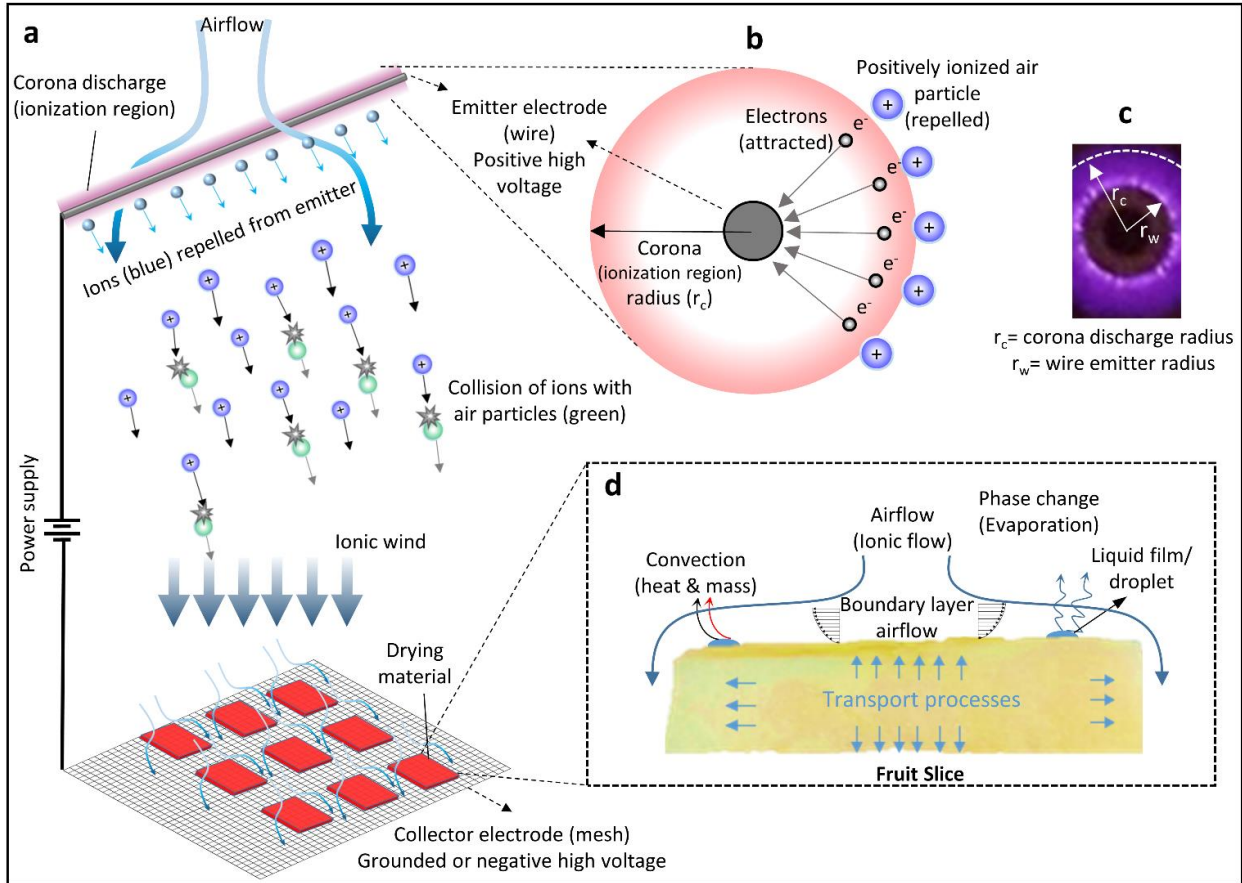 a
Airflow
Corona discharge
(ionization region)
Emitter electrode
(wire)
Positive high
voltage
Ions (blue) repelled from emitter
+
+
+
+
+
+
+
+
+
+
+
+
+
Collision of ions with
air particles (green)
Power supply
Ionic wind
Drying
material
Collector electrode (mesh)
Grounded or negative high voltage
b
Positively ionized air
particle
(repelled)
Electrons
(attracted)
e-
e-
e-
e-
e-
+
+
+
+
+
Corona
(ionization region)
radius (rc)
c
rc
rw
rc= corona discharge radius
rw= wire emitter radius
d
Phase change
(Evaporation)
Airflow
(Ionic flow)
Convection
(heat & mass)
Liquid film/
droplet
Boundary layer
airflow
Transport processes
Fruit Slice